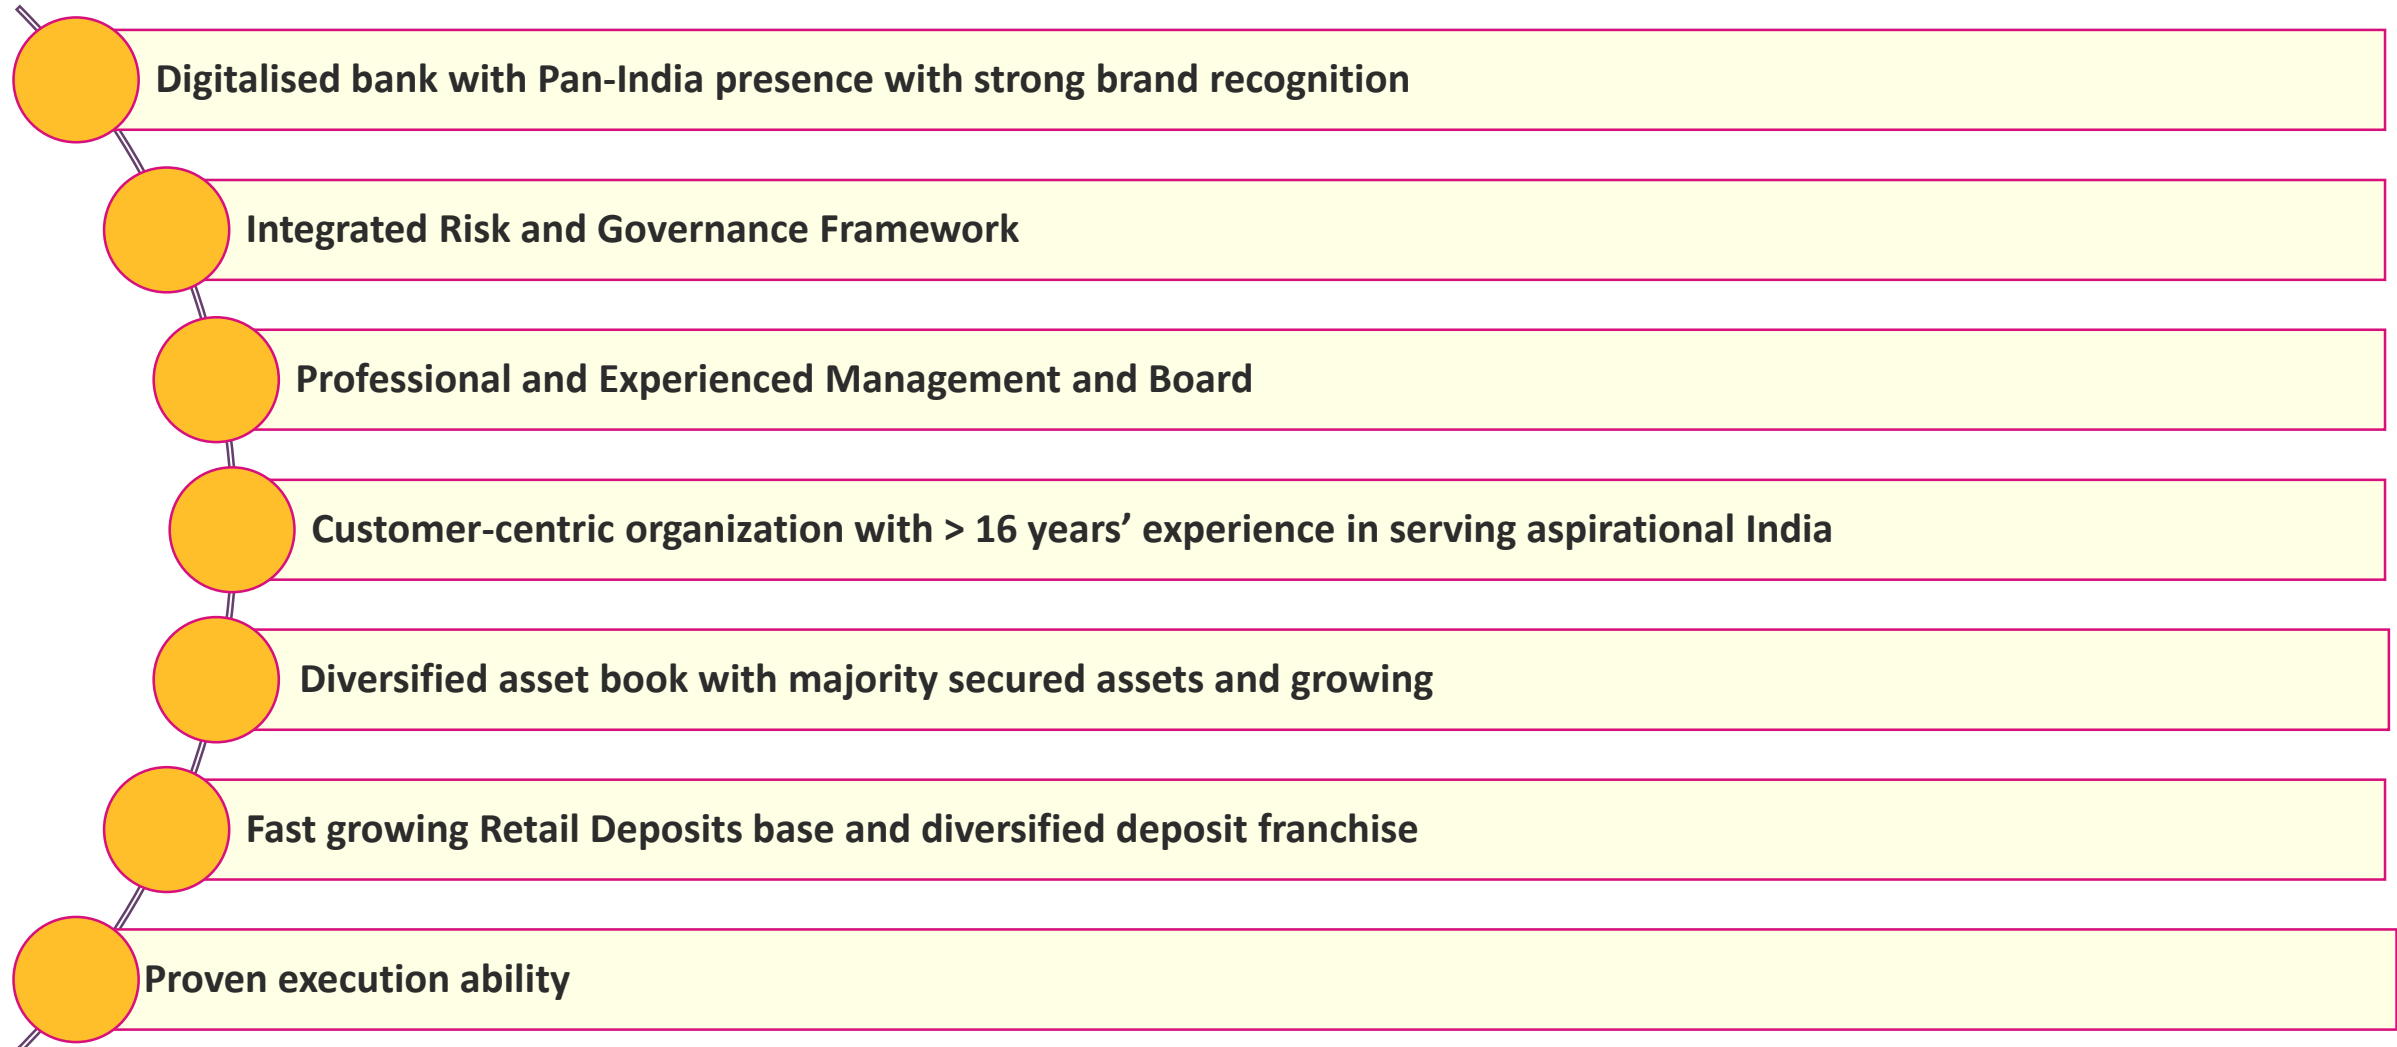 Digitalised bank with Pan-India presence with strong brand recognition
Integrated Risk and Governance Framework
Professional and Experienced Management and Board
Customer-centric organization with > 16 years’ experience in serving aspirational India
Diversified asset book with majority secured assets and growing
Fast growing Retail Deposits base and diversified deposit franchise
Proven execution ability